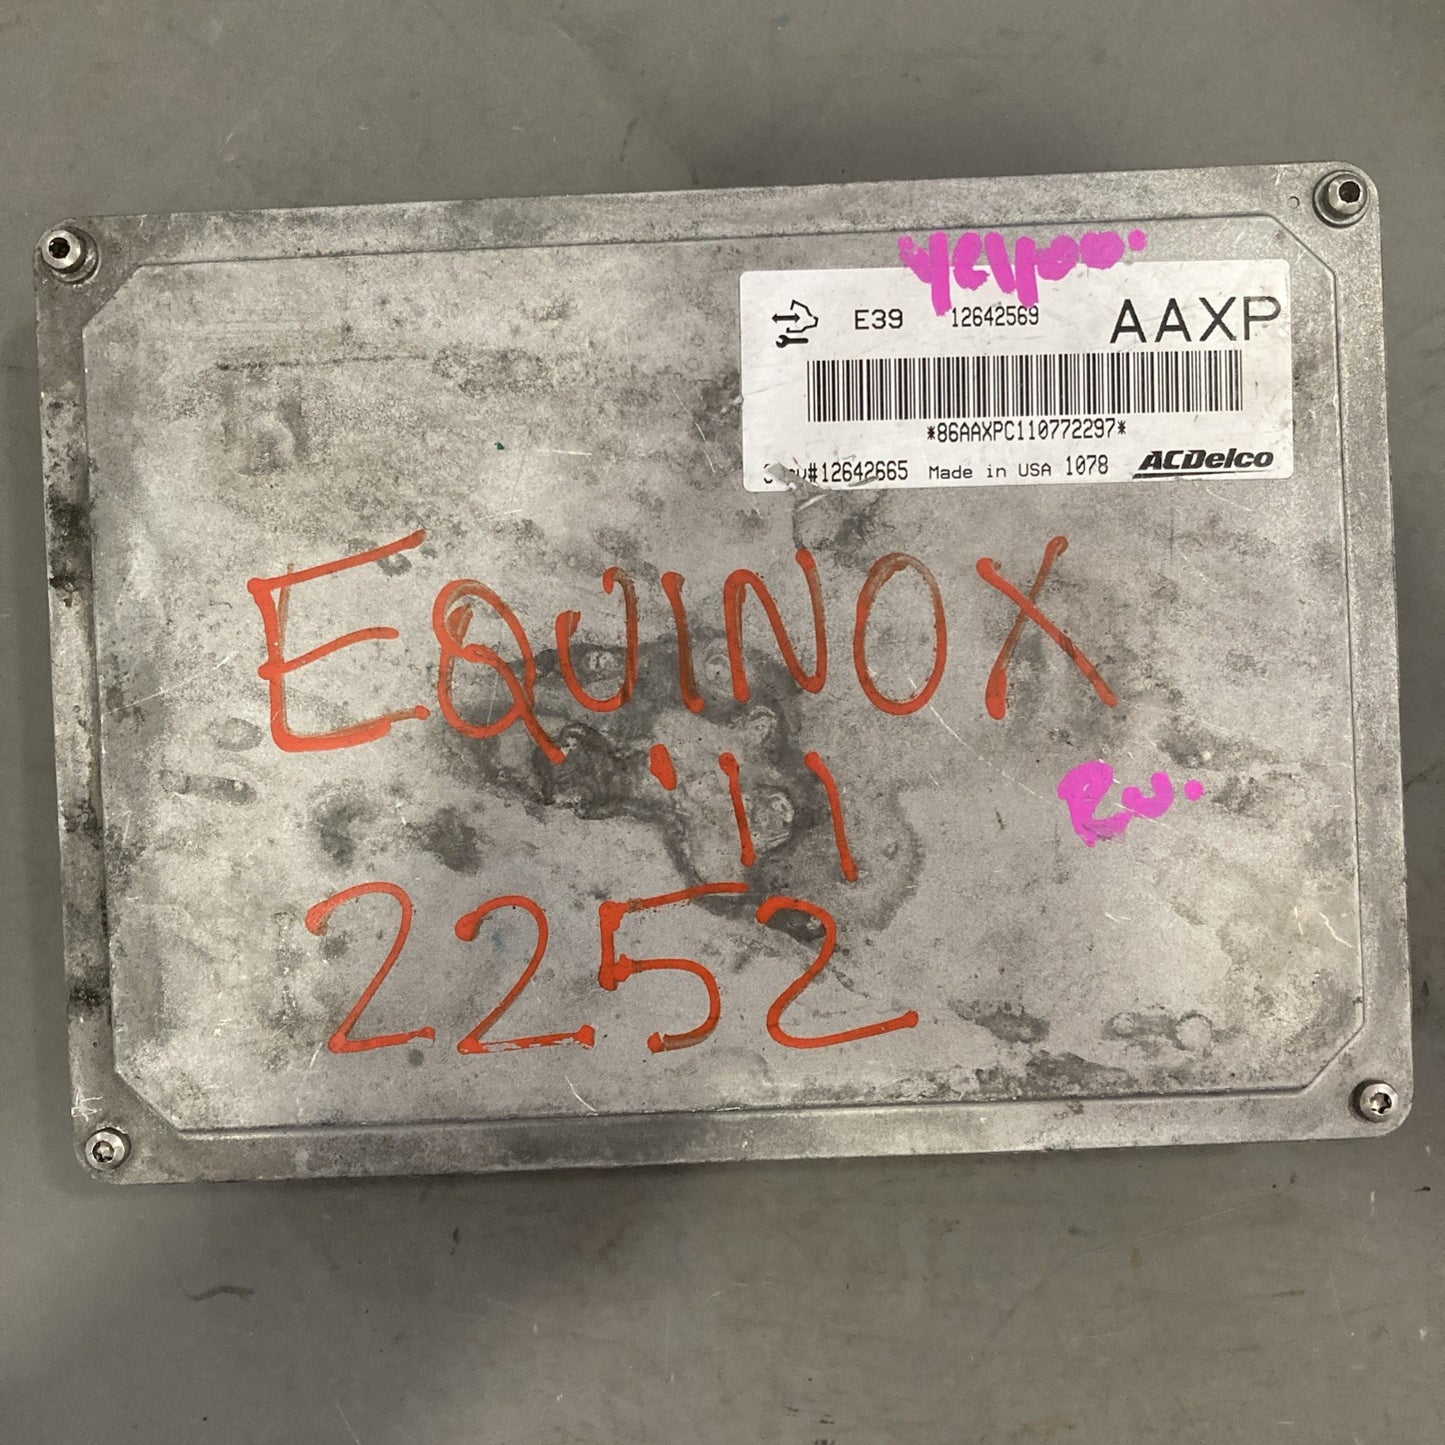 E39 12642569 AAXP
*86AAXPC110772297*
#12642665 Made in USA 1078 ACDelco
EQUINOX
'11
2252